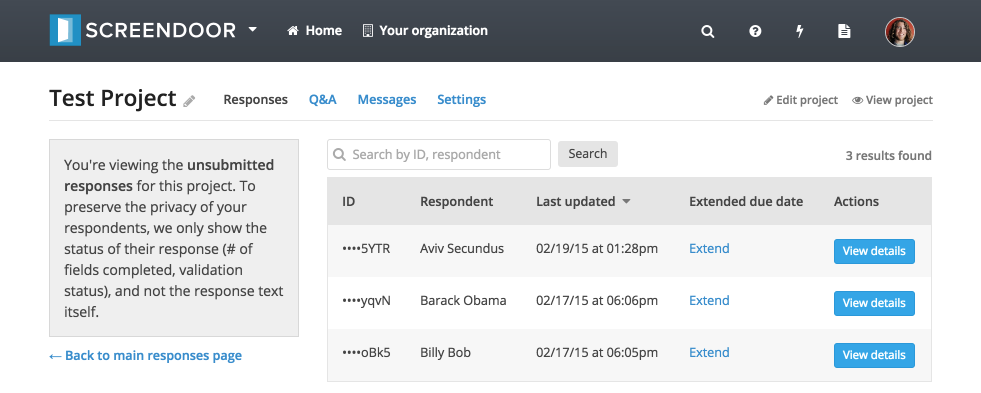 SCREENDOOR Home Your organization
Test Project Responses Q&A Messages Settings Edit project View project
You're viewing the unsubmitted
responses for this project. To
preserve the privacy of your
respondents, we only show the
status of their response (# of
fields completed, validation
status), and not the response text
itself.
← Back to main responses page
Search by ID, respondent Search 3 results found
ID Respondent Last updated Extended due date Actions
••••5YTR Aviv Secundus 02/19/15 at 01:28pm Extend View details
••••yqvN Barack Obama 02/17/15 at 06:06pm Extend View details
••••oBk5 Billy Bob 02/17/15 at 06:05pm Extend View details